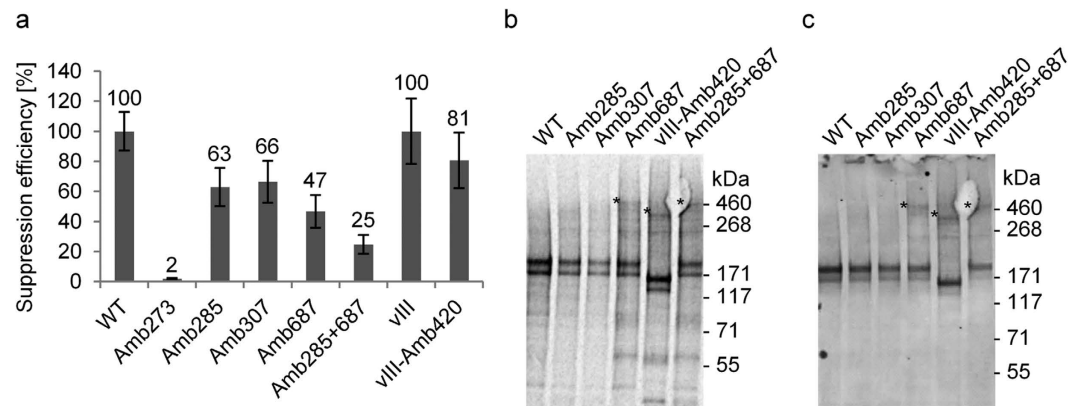 a
Suppression efficiency [%]
140
120
100
80
60
40
20
0
100
2
63
66
47
25
100
81
WT
Amb273
Amb285
Amb307
Amb687
Amb285+687
vIII
vIII-Amb420
b
WT
Amb285
Amb307
Amb687
vIII-Amb420
Amb285+687
kDa
* * *
- 460
- 268
- 171
- 117
- 71
- 55
c
WT
Amb285
Amb307
Amb687
vIII-Amb420
Amb285+687
kDa
* * *
- 460
- 268
- 171
- 117
- 71
- 55